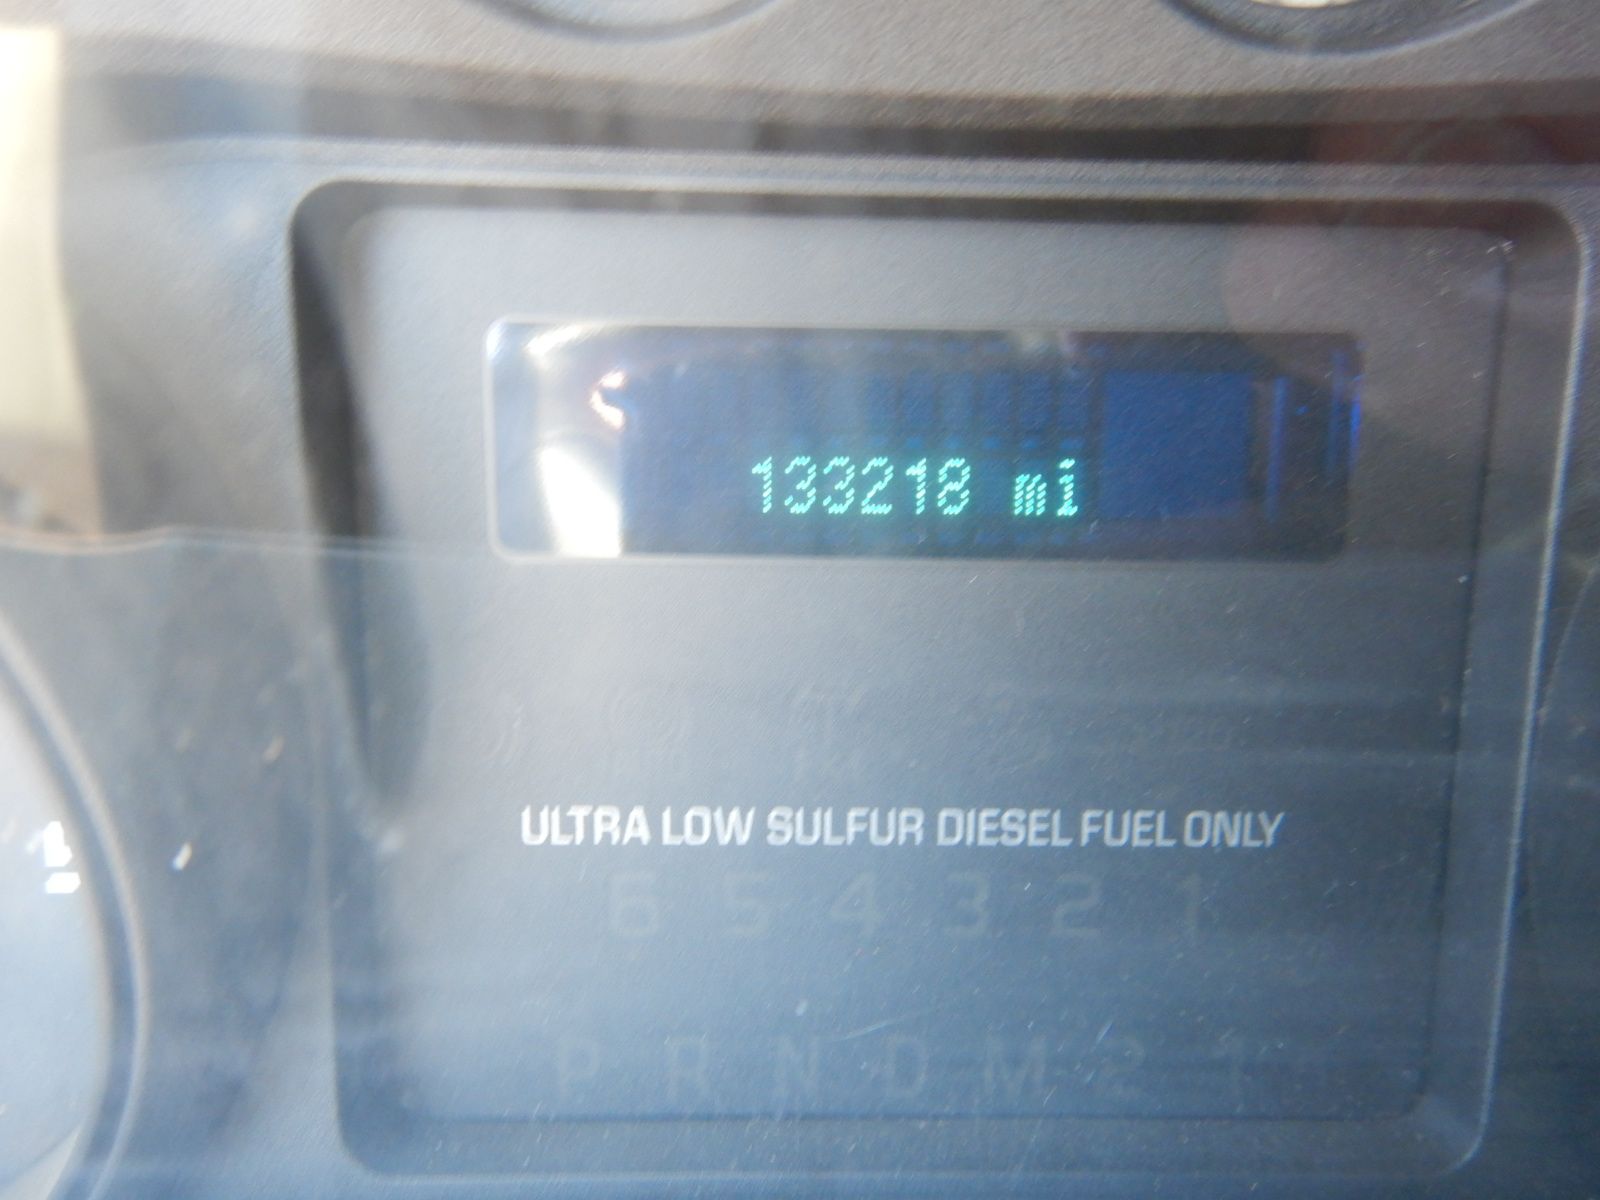 133218 mi
ULTRA LOW SULFUR DIESEL FUEL ONLY
6 5 4 3 2 1
P R N D M 2 1